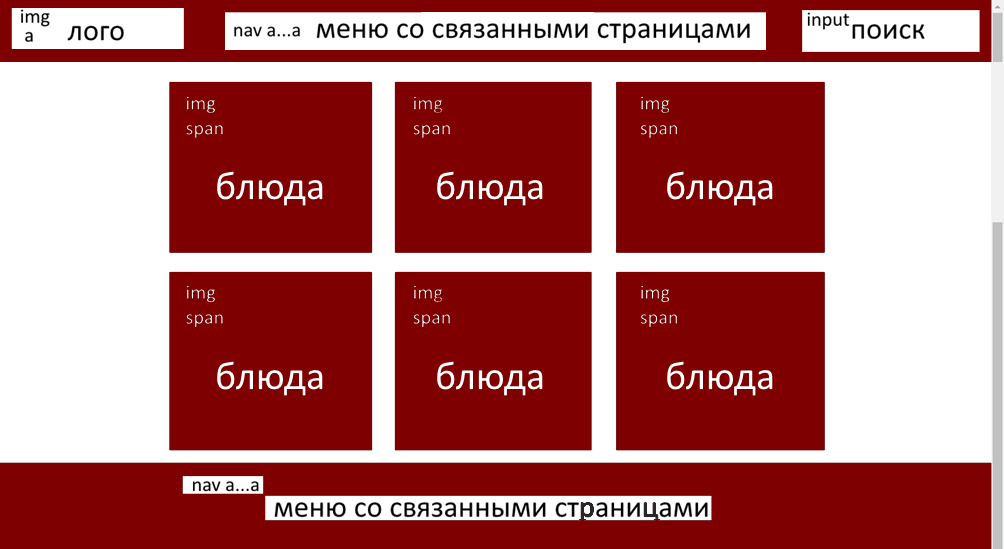 img
a лого
nav a...a меню со связанными страницами
input поиск
img
span
блюда
img
span
блюда
img
span
блюда
img
span
блюда
img
span
блюда
img
span
блюда
nav a...a
меню со связанными страницами